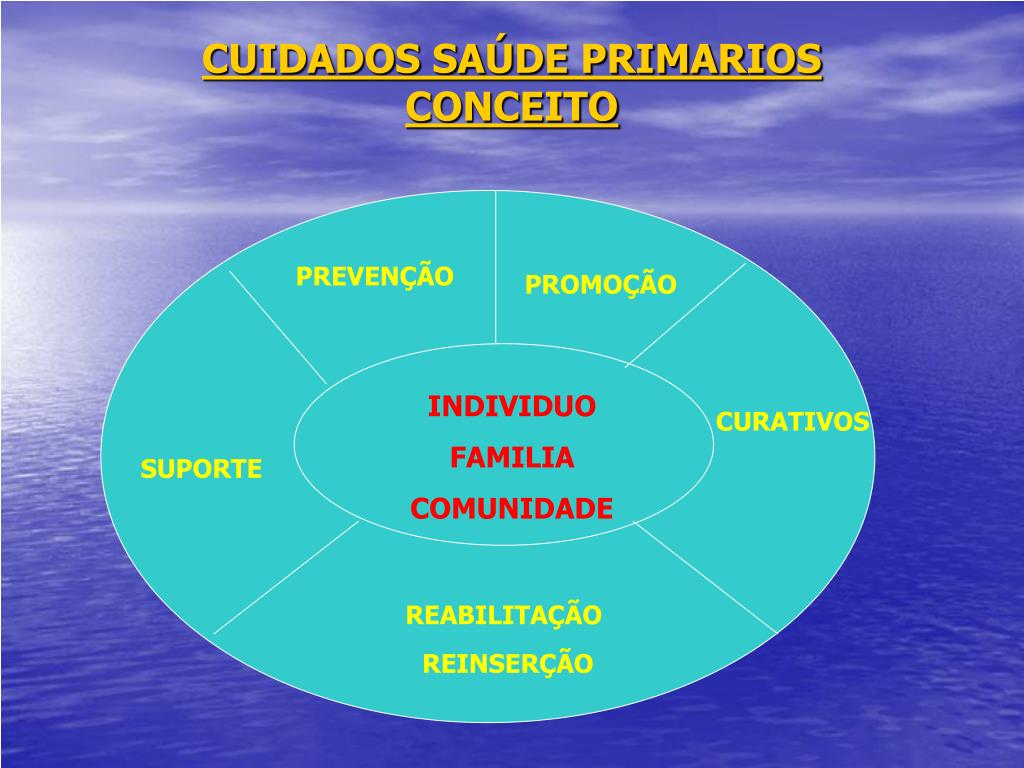 CUIDADOS SAÚDE PRIMARIOS
CONCEITO
PREVENÇÃO
PROMOÇÃO
INDIVIDUO
FAMILIA
COMUNIDADE
CURATIVOS
SUPORTE
REABILITAÇÃO
REINSERÇÃO